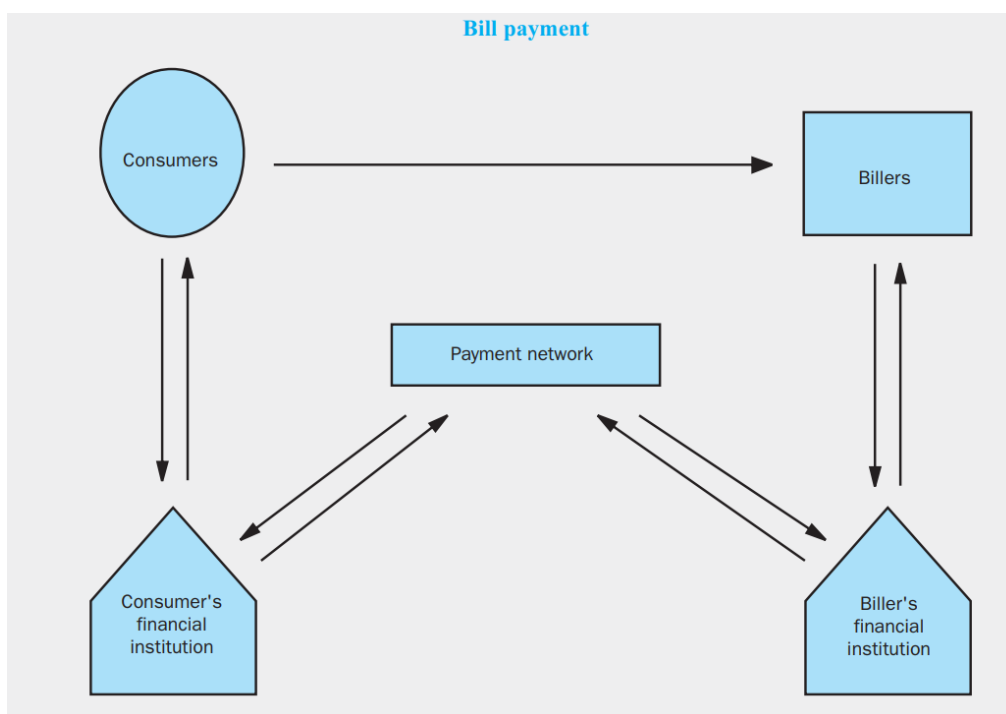 Bill payment
Consumers
Billers
Payment network
Consumer's
financial
institution
Biller's
financial
institution